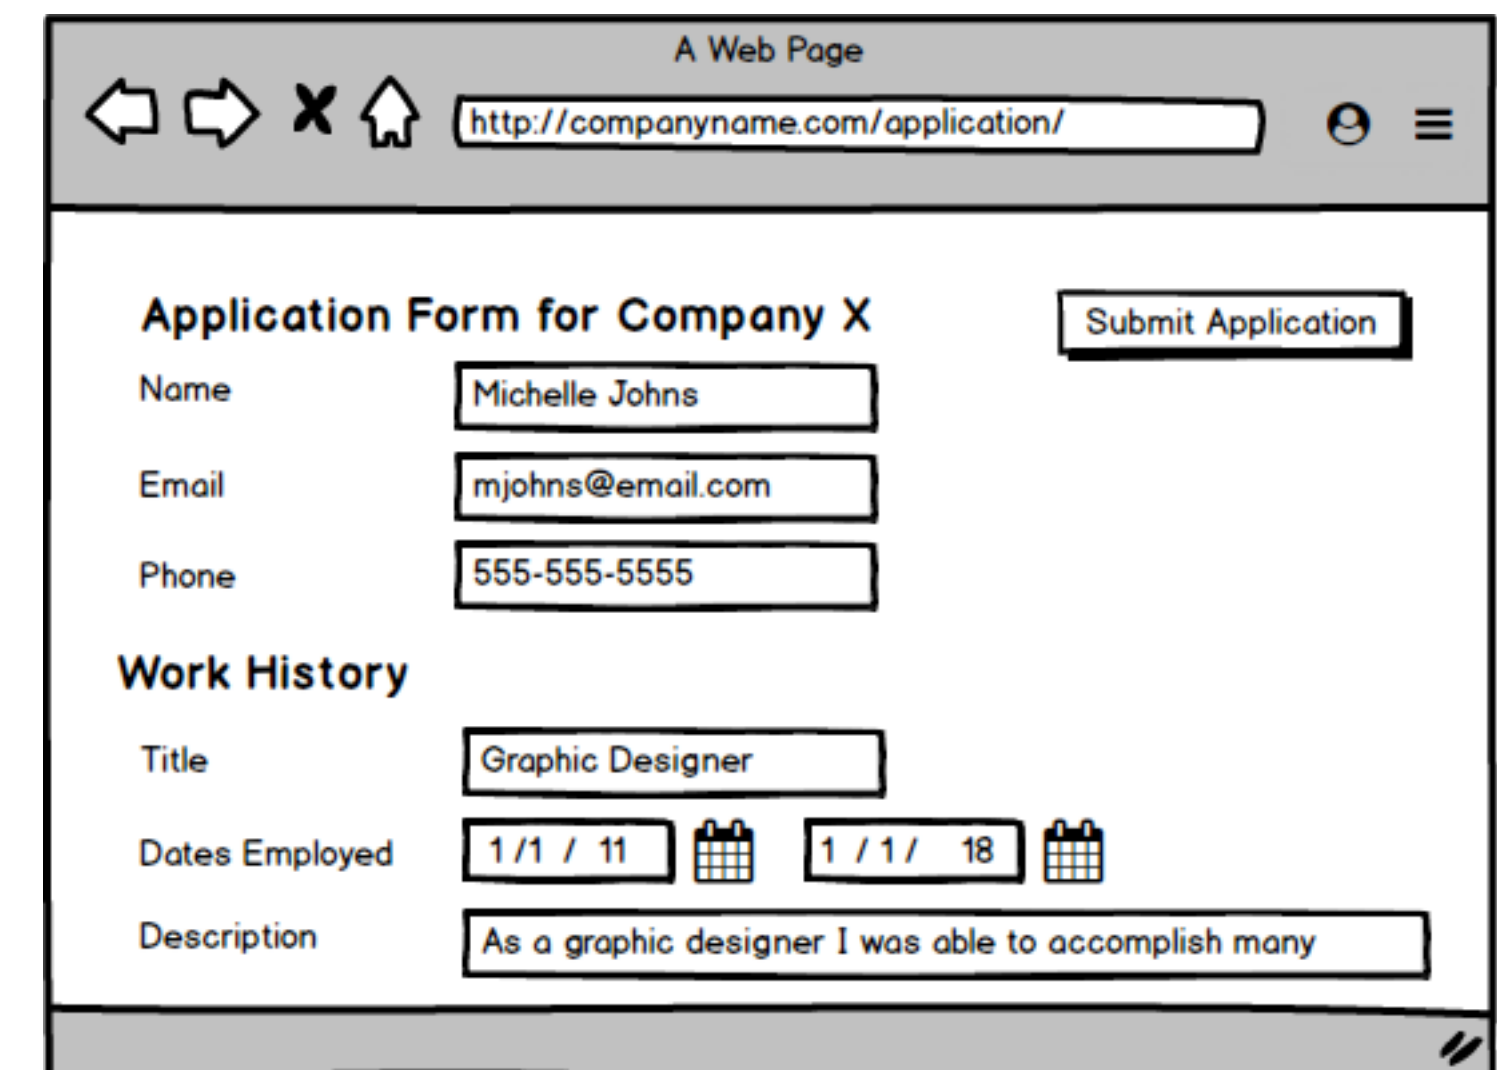 A Web Page
http://companyname.com/application/
Application Form for Company X
Submit Application
Name
Michelle Johns
Email
mjohns@email.com
Phone
555-555-5555
Work History
Title
Graphic Designer
Dates Employed
1 /1 / 11
1 / 1 / 18
Description
As a graphic designer I was able to accomplish many